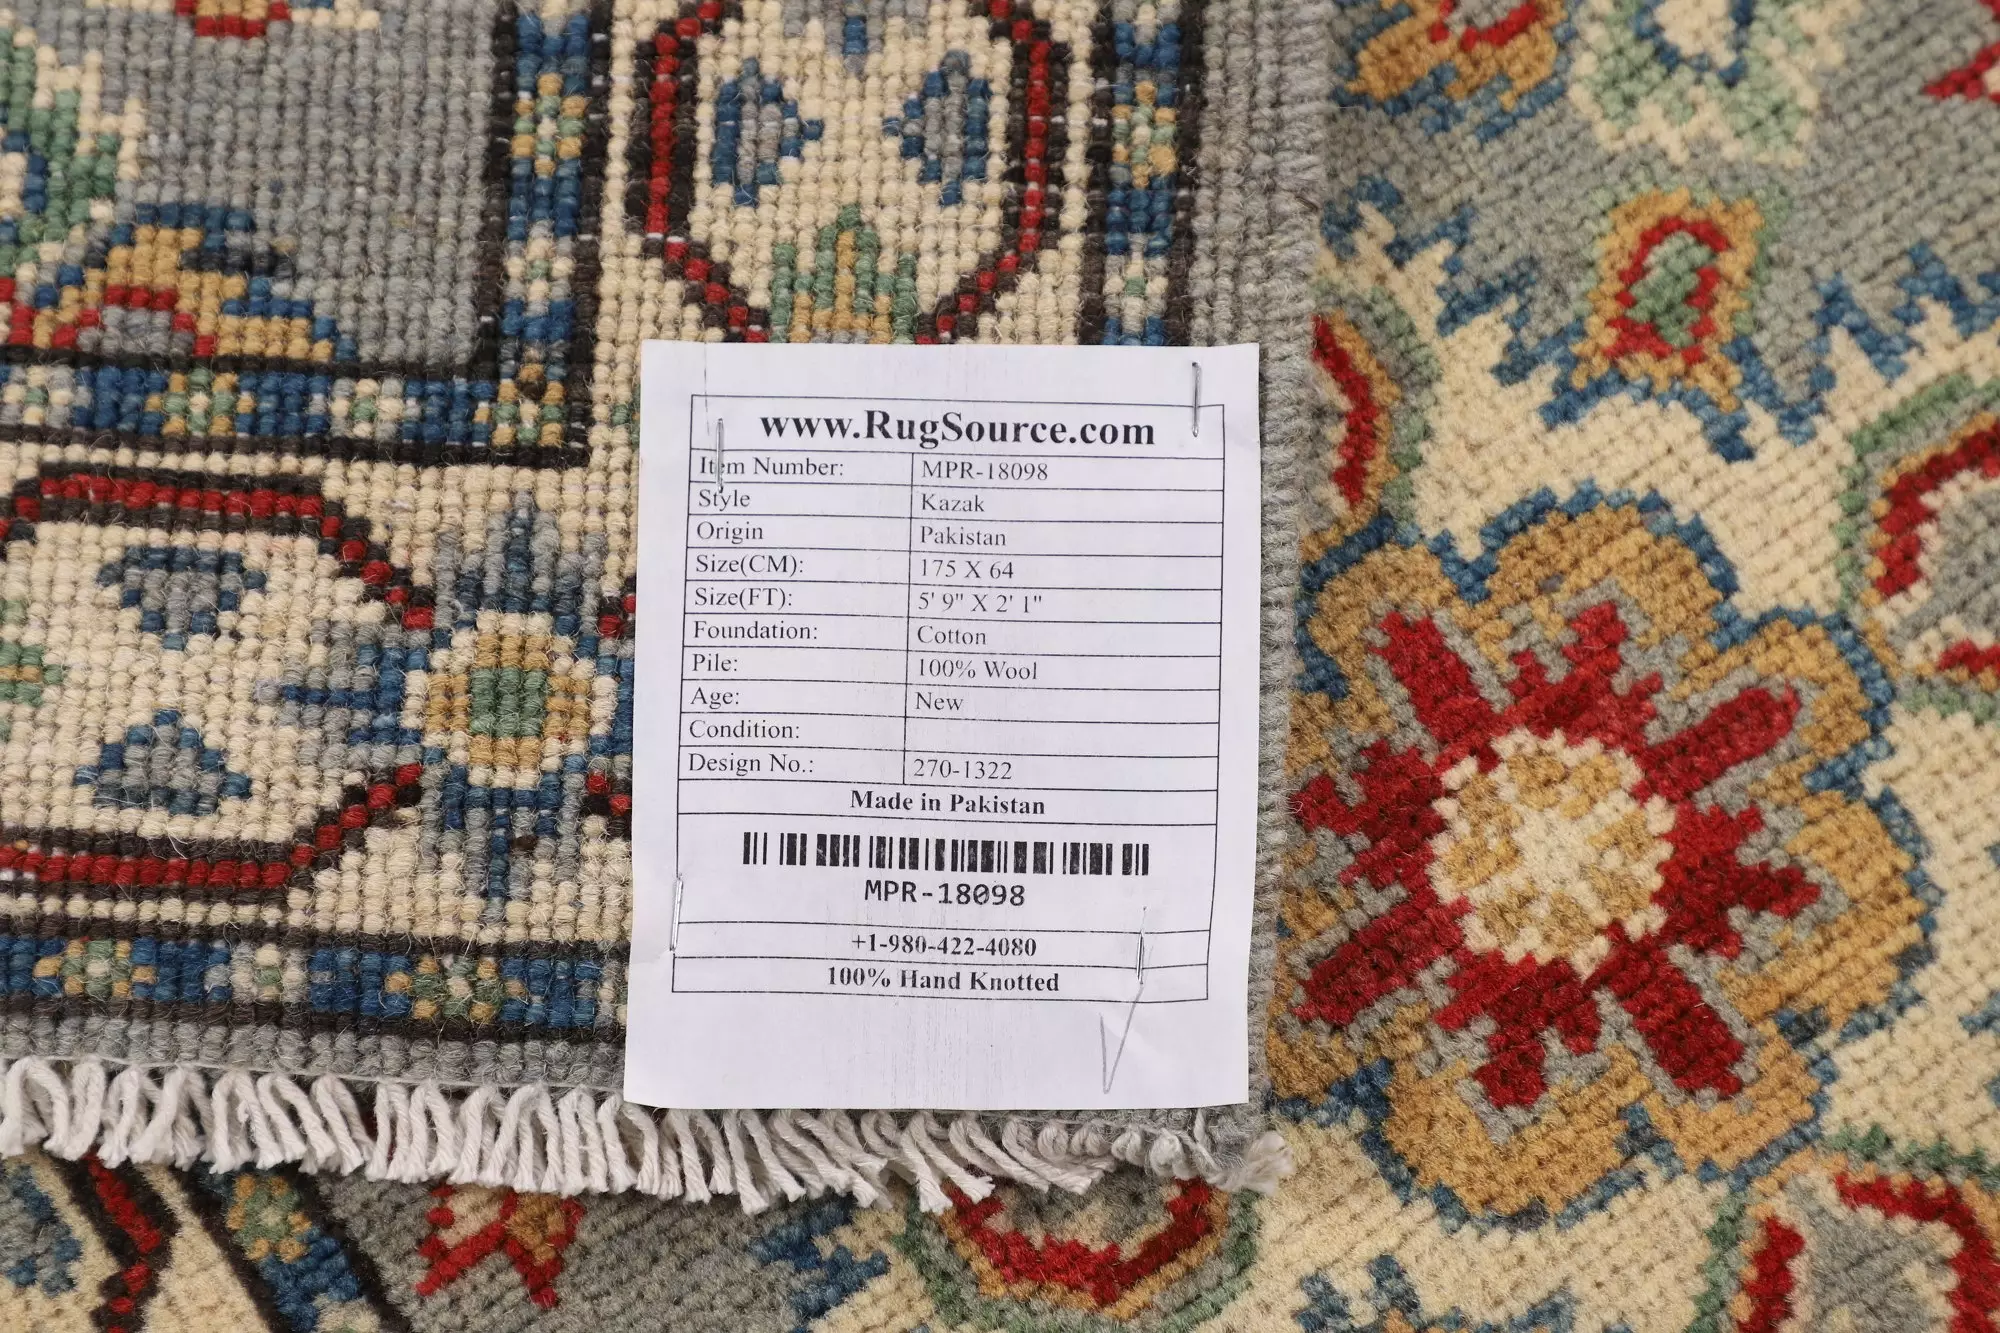 www.RugSource.com
Item Number: MPR-18098
Style Kazak
Origin Pakistan
Size(CM): 175 X 64
Size(FT): 5' 9" X 2' 1"
Foundation: Cotton
Pile: 100% Wool
Age: New
Condition:
Design No.: 270-1322
Made in Pakistan
MPR-18098
+1-980-422-4080
100% Hand Knotted